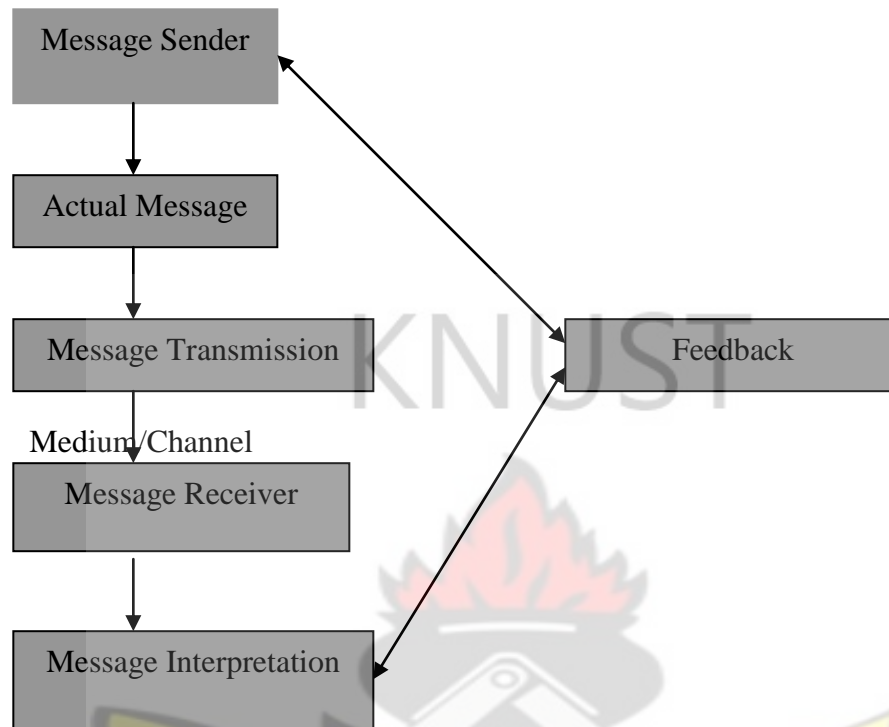 Message Sender
Actual Message
KNUST
Message Transmission
Feedback
Medium/Channel
Message Receiver
Message Interpretation